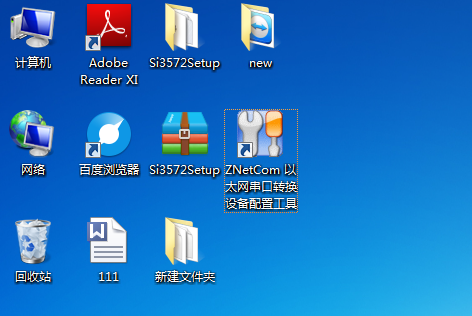 计算机
Adobe
Reader XI
Si3572Setup
new
网络
百度浏览器
Si3572Setup
ZNetCom 以
太网串口转换
设备配置工具
回收站
111
新建文件夹